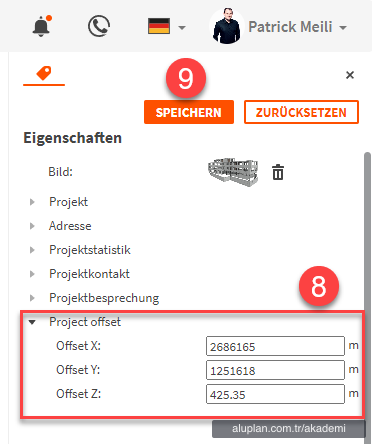 Patrick Meili
9
×
SPEICHERN
ZURÜCKSETZEN
Eigenschaften
Bild:
Projekt
Adresse
Projektstatistik
Projektkontakt
Projektbesprechung
8
Project offset
Offset X: 2686165 m
Offset Y: 1251618 m
Offset Z: 425.35 m
aluplan.com.tr/akademi